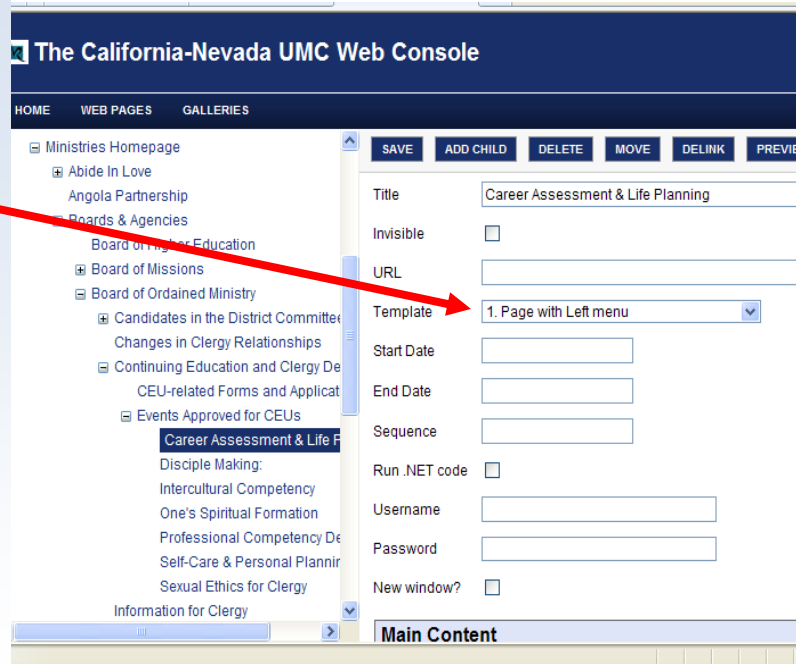 The California-Nevada UMC Web Console
HOME WEB PAGES GALLERIES
Ministries Homepage
Abide In Love
Angola Partnership
Boards & Agencies
Board of Higher Education
Board of Missions
Board of Ordained Ministry
Candidates in the District Committee
Changes in Clergy Relationships
Continuing Education and Clergy De
CEU-related Forms and Applicat
Events Approved for CEUs
Career Assessment & Life P
Disciple Making:
Intercultural Competency
One's Spiritual Formation
Professional Competency De
Self-Care & Personal Plannin
Sexual Ethics for Clergy
Information for Clergy
SAVE ADD CHILD DELETE MOVE DELINK PREVIE
Title Career Assessment & Life Planning
Invisible
URL
Template 1. Page with Left menu
Start Date
End Date
Sequence
Run .NET code
Username
Password
New window?
Main Content